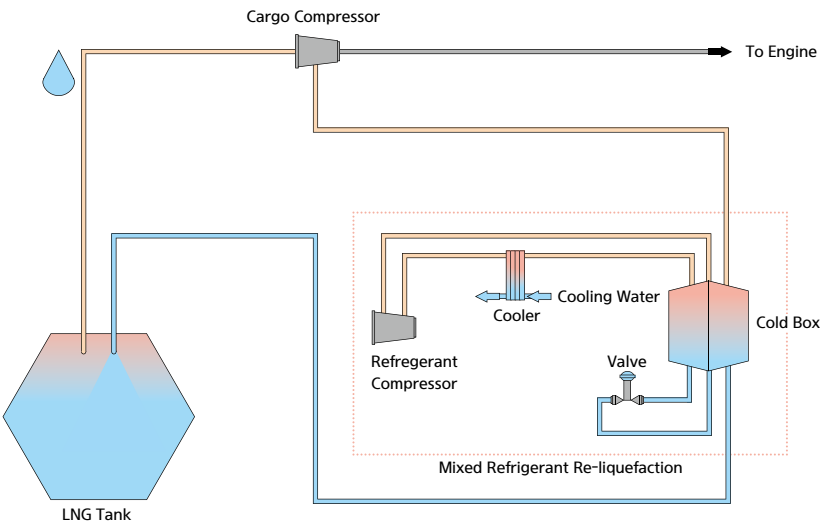 Cargo Compressor
To Engine
Cooling Water
Cooler
Cold Box
Refregerant
Compressor
Valve
Mixed Refrigerant Re-liquefaction
LNG Tank